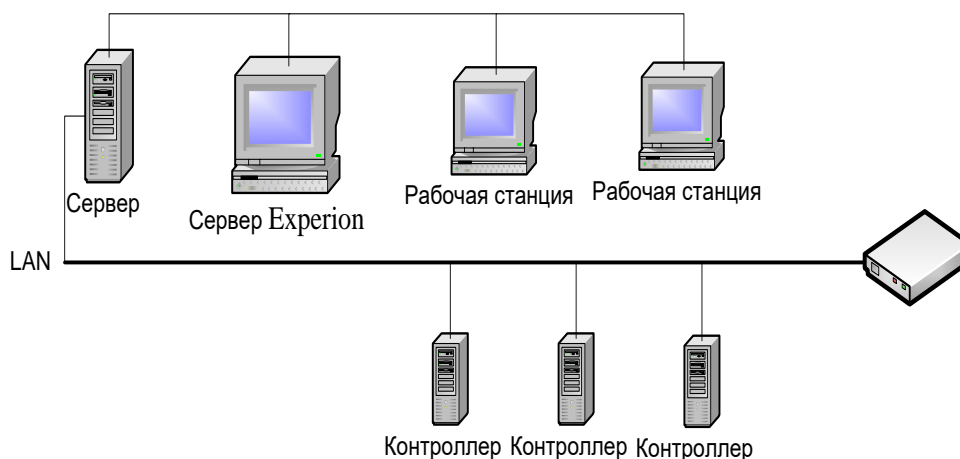 Сервер
Сервер Experion
Рабочая станция
Рабочая станция
LAN
Контроллер
Контроллер
Контроллер